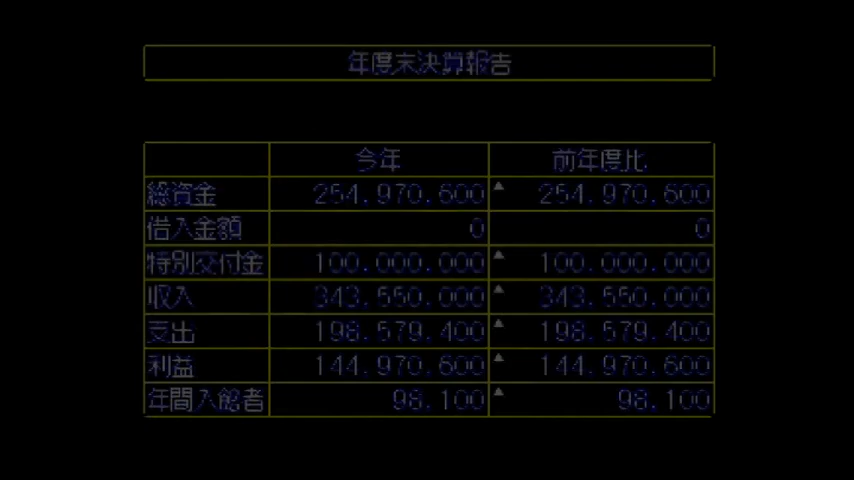 年度末決算報告
今年 前年度比
総資金 254.970.600 ▲ 254.970.600
借入金額 0 0
特別交付金 100.000.000 ▲ 100.000.000
収入 343.550.000 ▲ 343.550.000
支出 198.579.400 ▲ 198.579.400
利益 144.970.600 ▲ 144.970.600
年間入館者 98.100 ▲ 98.100